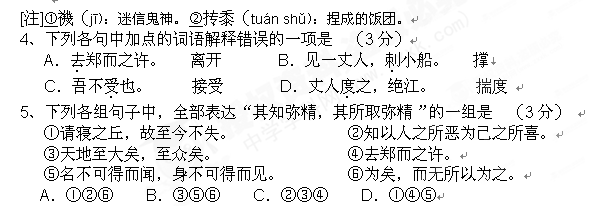 [注]①禨（jī）：迷信鬼神。②抟黍（tuán shǔ）：捏成的饭团。
4、下列各句中加点的词语解释错误的一项是 （3分）
A．去郑而之许。 离开 B．见一丈人，刺小船。 撑
C．吾不受也。 接受 D．丈人度之，绝江。 揣度
5、下列各组句子中，全部表达“其知弥精，其所取弥精”的一组是 （3分）
①请寝之丘，故至今不失。 ②知以人之所恶为己之所喜。
③天地至大矣，至众矣。 ④去郑而之许。
⑤名不可得而闻，身不可得而见。 ⑥为矣，而无所以为之。
A．①②⑥ B．③⑤⑥ C．②③④ D．①④⑤